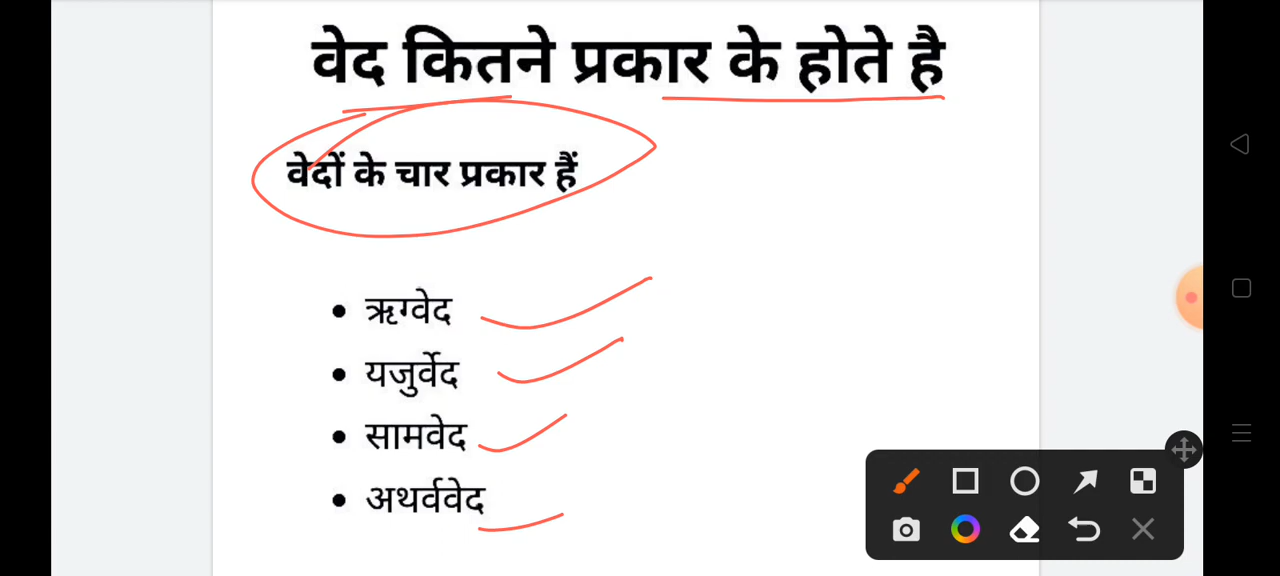 वेद कितने प्रकार के होते है
वेदों के चार प्रकार हैं
• ऋग्वेद
• यजुर्वेद
• सामवेद
• अथर्ववेद